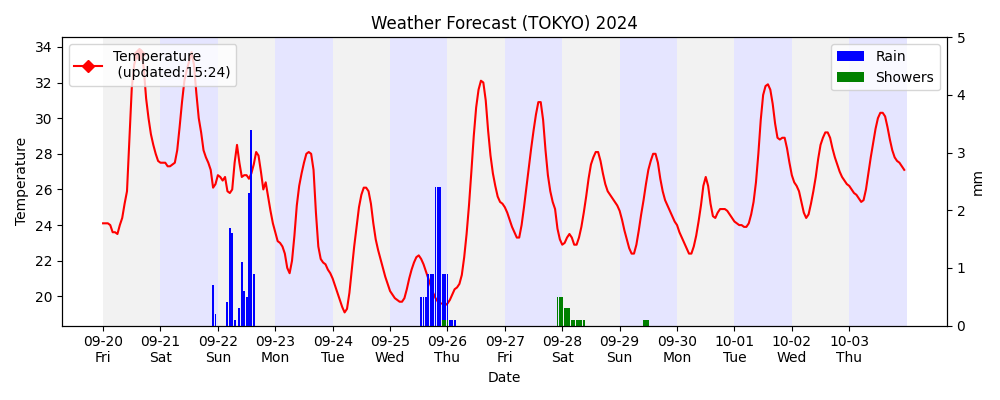 Weather Forecast (TOKYO) 2024
Temperature
(updated:15:24)
Rain
Showers
Temperature
34
32
30
28
26
24
22
20
5
4
3
2
1
0
mm
09-20 09-21 09-22 09-23 09-24 09-25 09-26 09-27 09-28 09-29 09-30 10-01 10-02 10-03
Fri Sat Sun Mon Tue Wed Thu Fri Sat Sun Mon Tue Wed Thu
Date